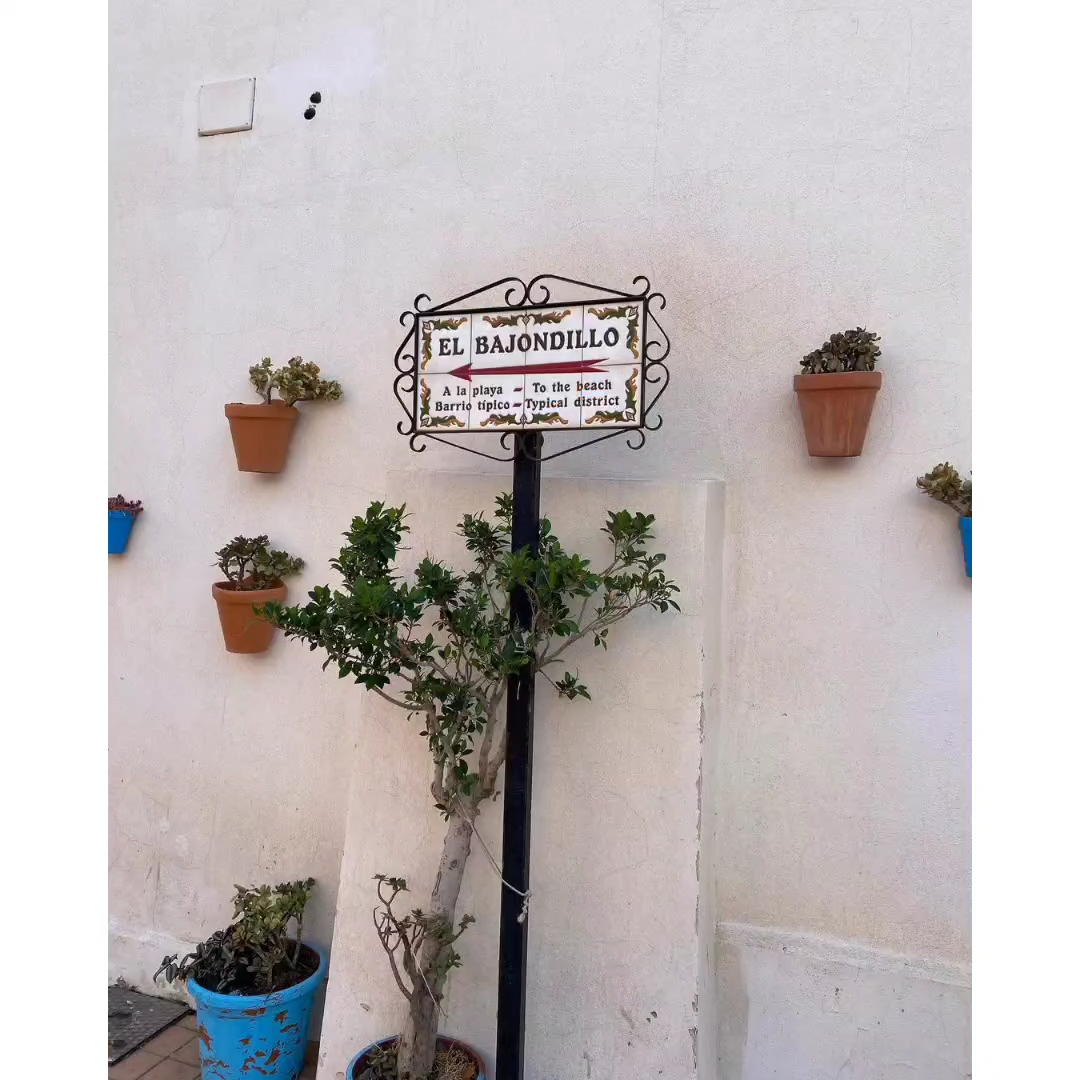 EL BAJONDILLO
A la playa - To the beach
Barrio típico - Typical district